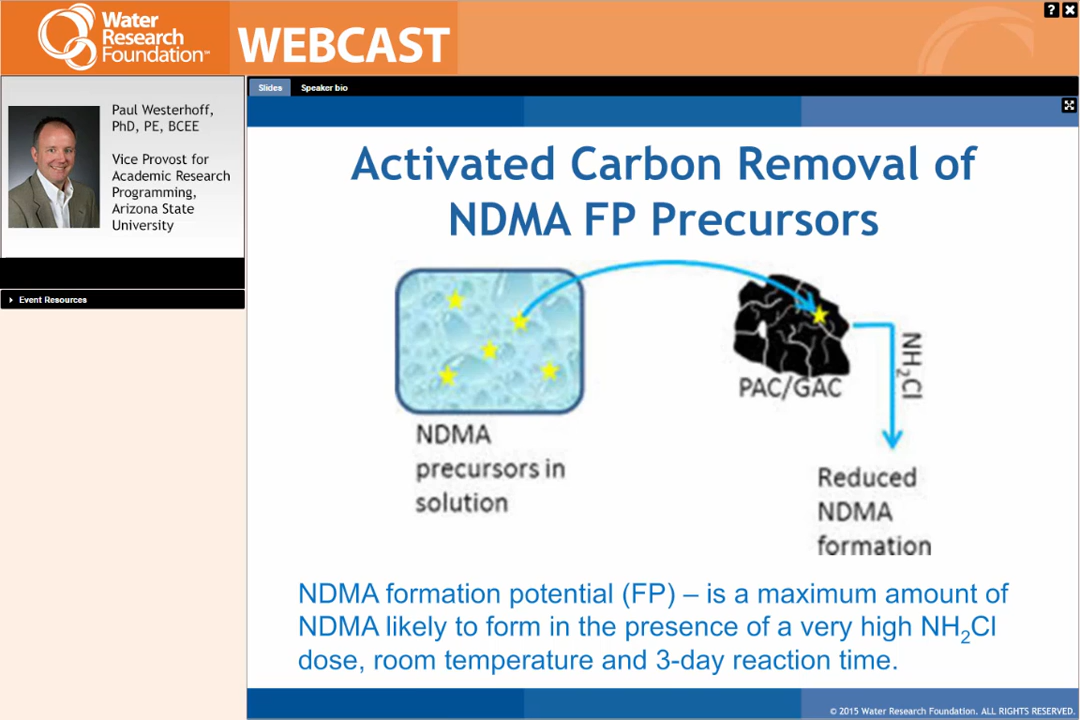 Water
Research
Foundation™
WEBCAST
Paul Westerhoff,
PhD, PE, BCEE
Vice Provost for
Academic Research
Programming,
Arizona State
University
Event Resources
Slides
Speaker bio
Activated Carbon Removal of
NDMA FP Precursors
NDMA
precursors in
solution
PAC/GAC
NH₂Cl
Reduced
NDMA
formation
NDMA formation potential (FP) – is a maximum amount of
NDMA likely to form in the presence of a very high NH₂Cl
dose, room temperature and 3-day reaction time.
© 2015 Water Research Foundation. ALL RIGHTS RESERVED.